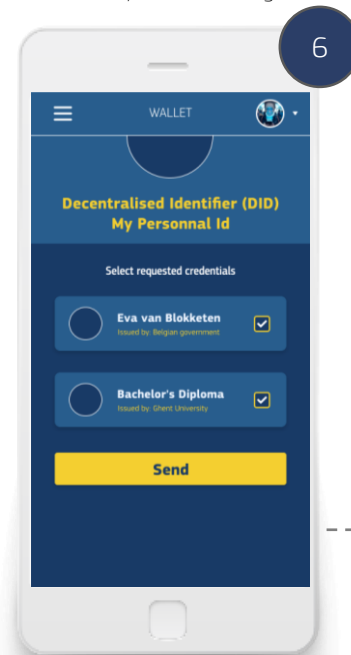 6
WALLET
Decentralised Identifier (DID)
My Personnal Id
Select requested credentials
Eva van Blokketen
Issued by: Belgian government
Bachelor's Diploma
Issued by: Ghent University
Send